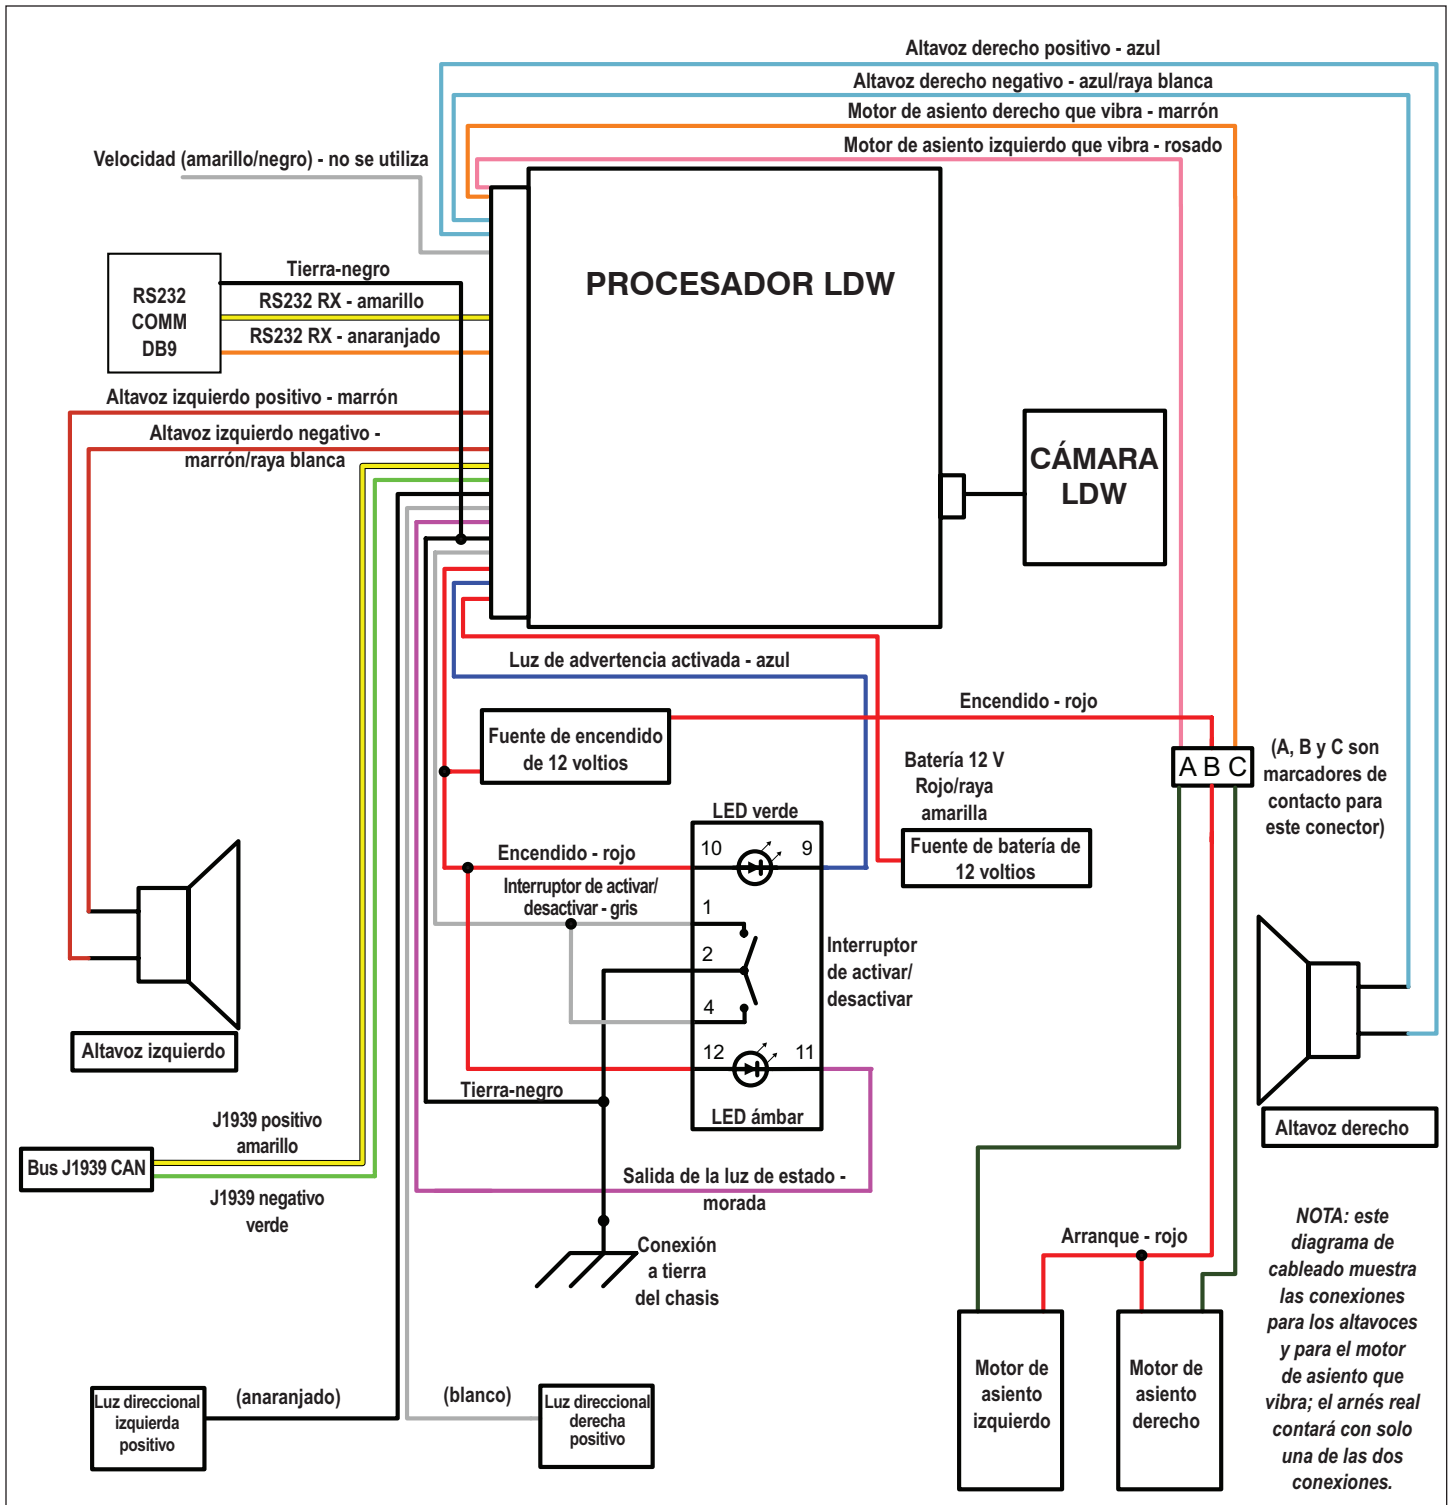 Altavoz derecho positivo - azul
Altavoz derecho negativo - azul/raya blanca
Motor de asiento derecho que vibra - marrón
Motor de asiento izquierdo que vibra - rosado
Velocidad (amarillo/negro) - no se utiliza
RS232
COMM
DB9
Tierra-negro
RS232 RX - amarillo
RS232 RX - anaranjado
PROCESADOR LDW
Altavoz izquierdo positivo - marrón
Altavoz izquierdo negativo -
marrón/raya blanca
CÁMARA
LDW
Luz de advertencia activada - azul
Encendido - rojo
Fuente de encendido
de 12 voltios
Batería 12 V
Rojo/raya
amarilla
A B C
(A, B y C son
marcadores de
contacto para
este conector)
LED verde
Fuente de batería de
12 voltios
Encendido - rojo
10
9
Interruptor de activar/
desactivar - gris
1
2
4
Interruptor
de activar/
desactivar
12
11
LED ámbar
Tierra-negro
Altavoz izquierdo
Altavoz derecho
J1939 positivo
amarillo
Bus J1939 CAN
J1939 negativo
verde
Salida de la luz de estado -
morada
Conexión
a tierra
del chasis
Arranque - rojo
Motor de
asiento
izquierdo
Motor de
asiento
derecho
NOTA: este
diagrama de
cableado muestra
las conexiones
para los altavoces
y para el motor
de asiento que
vibra; el arnés real
contará con solo
una de las dos
conexiones.
Luz direccional
izquierda
positivo
(anaranjado)
(blanco)
Luz direccional
derecha
positivo